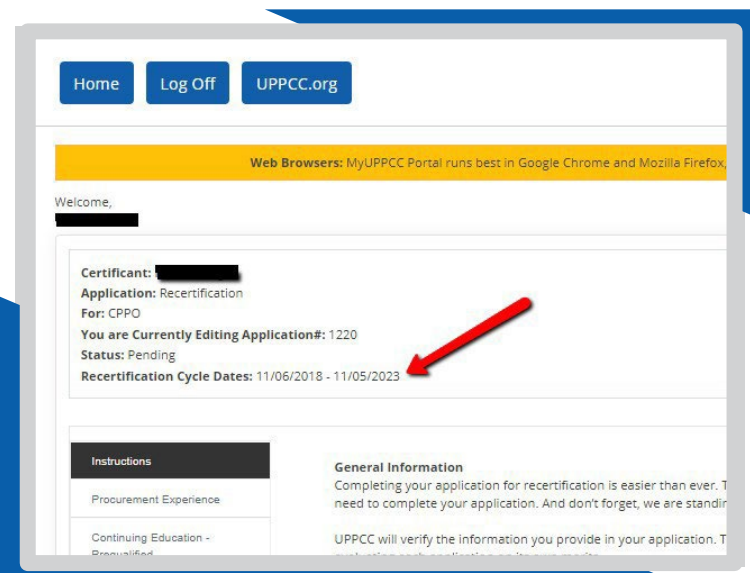 Home Log Off UPPCC.org
Web Browsers: MyUPPCC Portal runs best in Google Chrome and Mozilla Firefox,
Welcome,
Certificant:
Application: Recertification
For: CPPO
You are Currently Editing Application#: 1220
Status: Pending
Recertification Cycle Dates: 11/06/2018 - 11/05/2023
Instructions
Procurement Experience
Continuing Education -
Prequalified
General Information
Completing your application for recertification is easier than ever.
need to complete your application. And don't forget, we are standin
UPPCC will verify the information you provide in your application. T